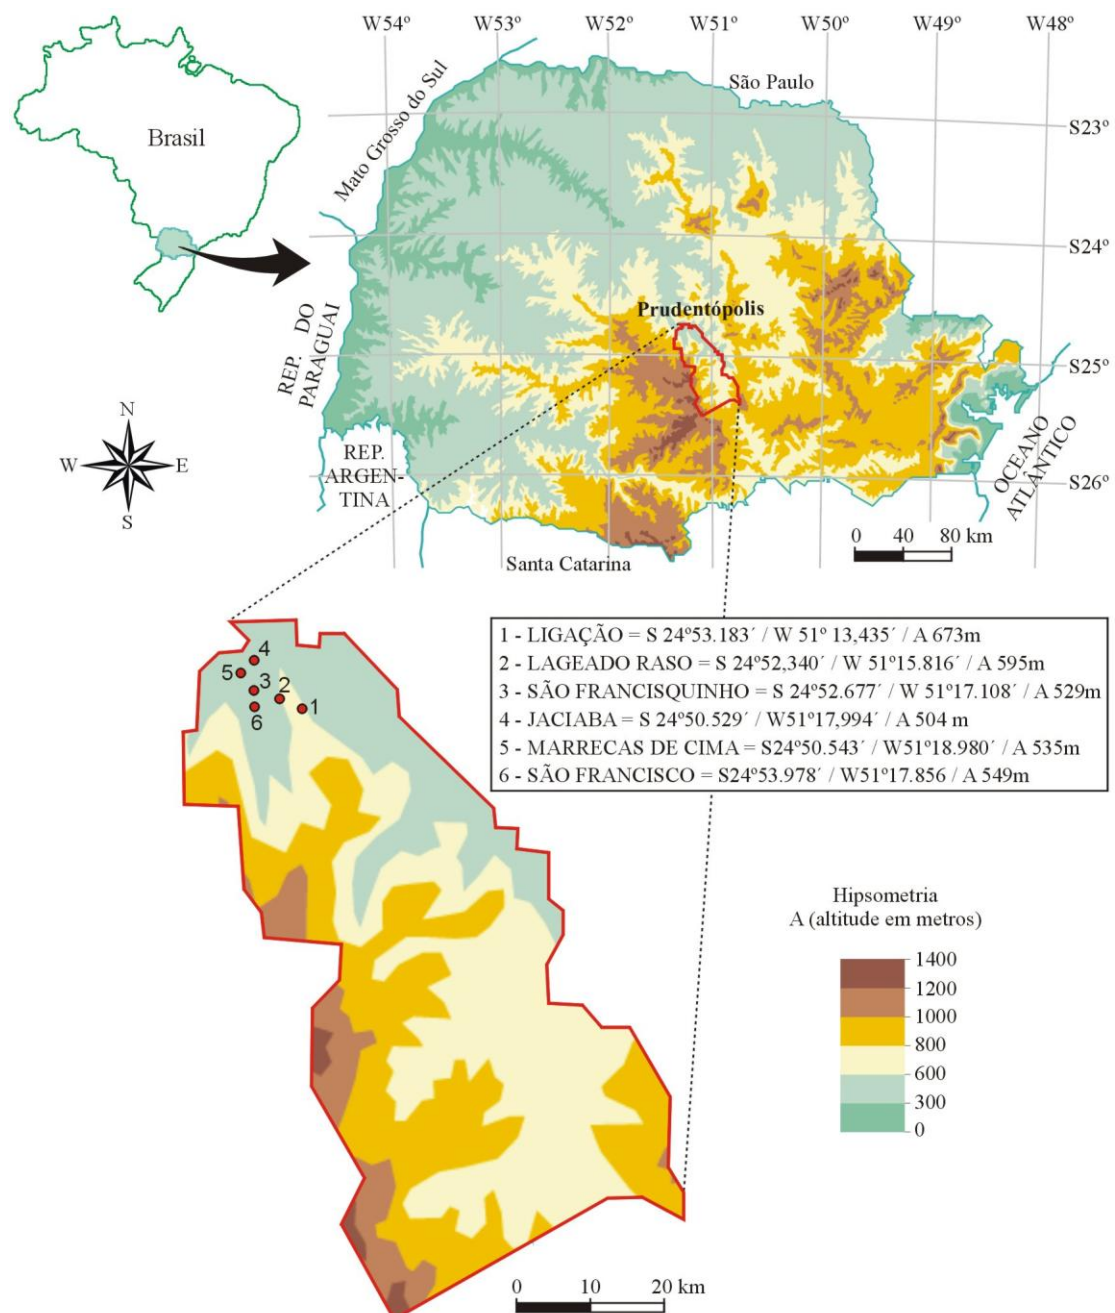 W54º W53º W52º W51º W50º W49º W48º
Brasil
Mato Grosso do Sul
São Paulo
S23º
S24º
Prudentópolis
REP. DO PARAGUAI
S25º
N
W E
S
REP.
ARGEN-
TINA
OCEANO
ATLÂNTICO
S26º
0 40 80 km
Santa Catarina
1 - LIGAÇÃO = S 24º53.183´ / W 51º 13,435´ / A 673m
2 - LAGEADO RASO = S 24º52,340´ / W 51º15.816´ / A 595m
3 - SÃO FRANCISQUINHO = S 24º52.677´ / W 51º17.108´ / A 529m
4 - JACIABA = S 24º50.529´ / W51º17,994´ / A 504 m
5 - MARRECAS DE CIMA = S24º50.543´ / W51º18.980´ / A 535m
6 - SÃO FRANCISCO = S24º53.978´ / W51º17.856 / A 549m
4
5
3
2
1
6
Hipsometria
A (altitude em metros)
1400
1200
1000
800
600
300
0
0 10 20 km